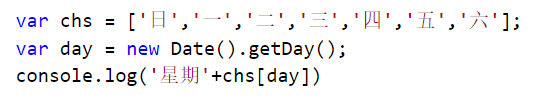 var chs = ['日','一','二','三','四','五','六'];
var day = new Date().getDay();
console.log('星期'+chs[day])